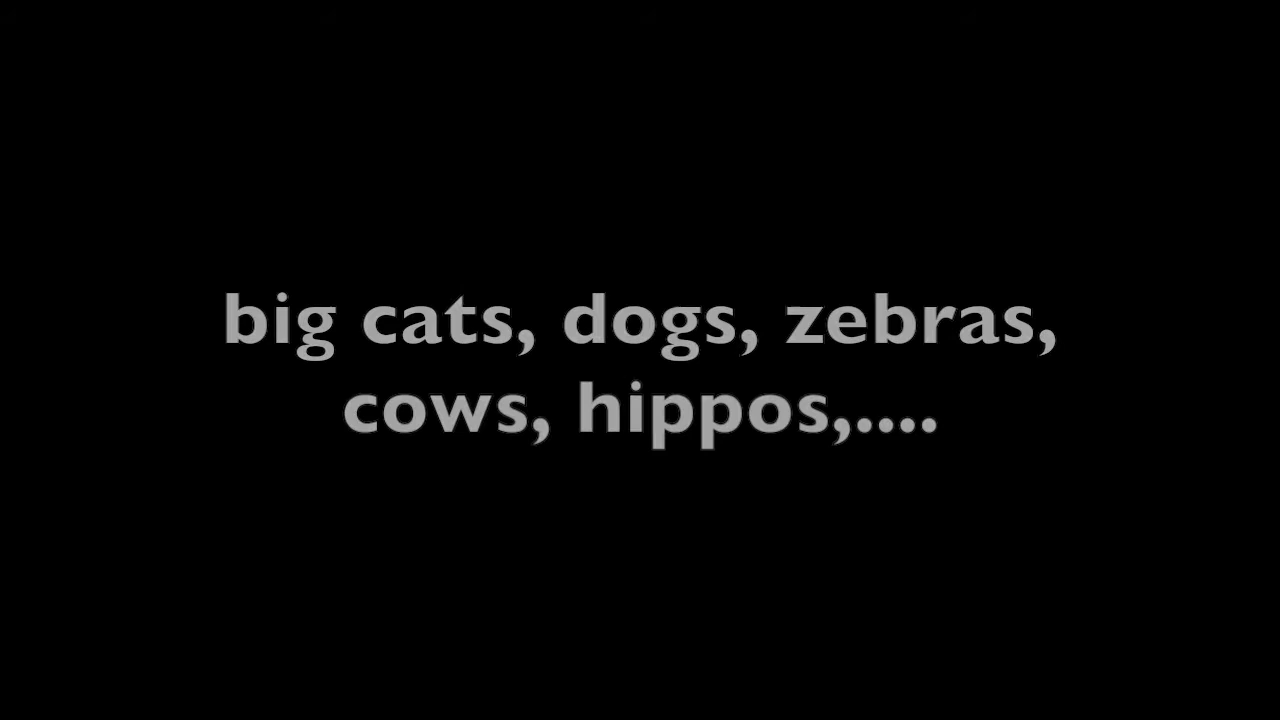 big cats, dogs, zebras,
cows, hippos,....